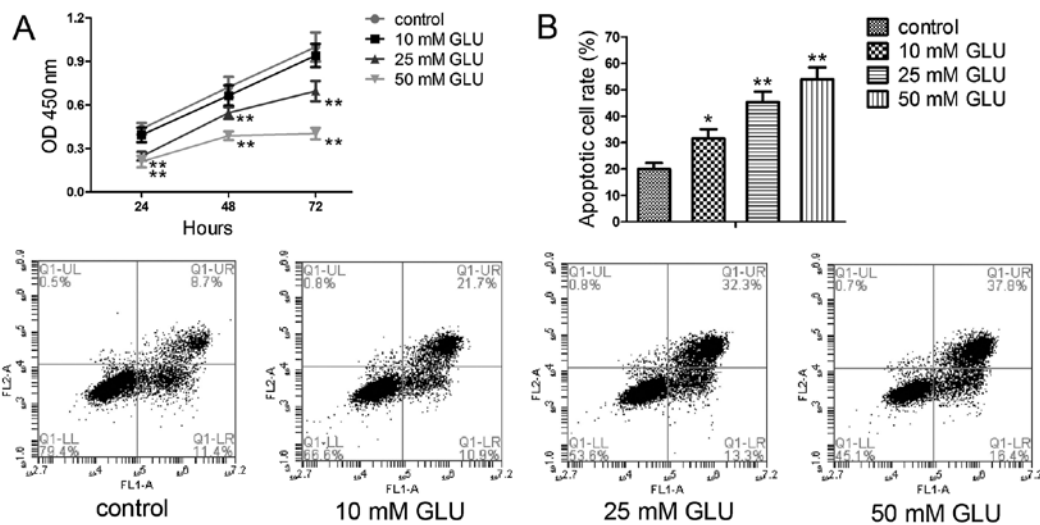 A
control
10 mM GLU
25 mM GLU
50 mM GLU
OD 450 nm
1.2
0.9
0.6
0.3
0.0
**
**
**
**
**
**
24
48
72
Hours
B
control
10 mM GLU
25 mM GLU
50 mM GLU
Apoptotic cell rate (%)
70
60
50
40
30
20
10
0
*
**
**
Q1-UL
0.5%
Q1-UR
8.7%
Q1-LL
79.4%
Q1-LR
11.4%
FL2-A
FL1-A
control
Q1-UL
0.8%
Q1-UR
21.7%
Q1-LL
66.6%
Q1-LR
10.9%
FL2-A
FL1-A
10 mM GLU
Q1-UL
0.8%
Q1-UR
32.3%
Q1-LL
53.6%
Q1-LR
13.3%
FL2-A
FL1-A
25 mM GLU
Q1-UL
0.7%
Q1-UR
37.8%
Q1-LL
45.1%
Q1-LR
16.4%
FL2-A
FL1-A
50 mM GLU